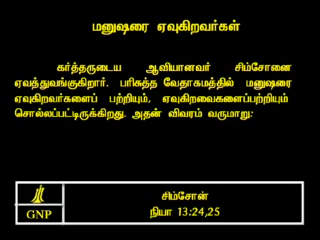 மனுஷரை ஏவுகிறவர்கள்
கர்த்தருடைய ஆவியானவர் சிம்சோனை
ஏவத்துவங்குகிறார். பரிசுத்த வேதாகமத்தில் மனுஷரை
ஏவுகிறவர்களைப் பற்றியும், ஏவுகிறவைகளைப்பற்றியும்
சொல்லப்பட்டிருக்கிறது. அதன் விவரம் வருமாறு:
சிம்சோன்
GNP
நியா 13:24,25